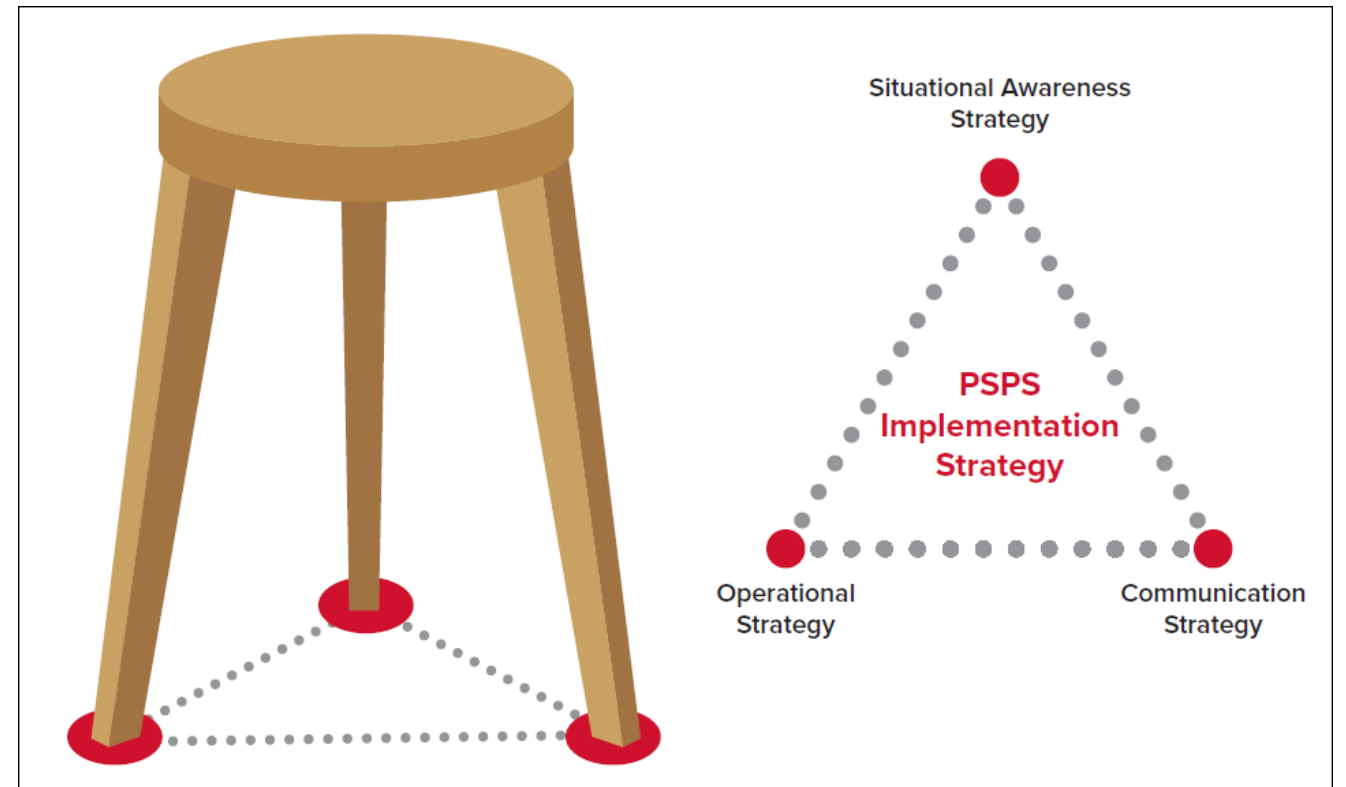 Situational Awareness
Strategy
PSPS
Implementation
Strategy
Operational
Strategy
Communication
Strategy